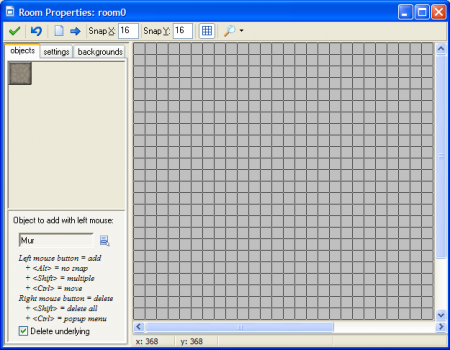 Room Properties: room0
Snap X: 16 Snap Y: 16
objects settings backgrounds
Object to add with left mouse:
Mur
Left mouse button = add
+ <Alt> = no snap
+ <Shift> = multiple
+ <Ctrl> = move
Right mouse button = delete
+ <Shift> = delete all
+ <Ctrl> = popup menu
Delete underlying
x: 368 y: 368